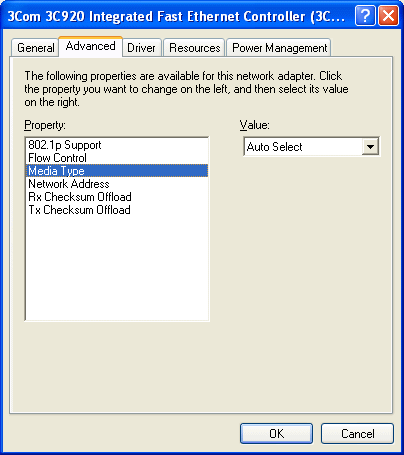 3Com 3C920 Integrated Fast Ethernet Controller (3C...
General Advanced Driver Resources Power Management
The following properties are available for this network adapter. Click
the property you want to change on the left, and then select its value
on the right.
Property: Value:
802.1p Support Auto Select
Flow Control
Media Type
Network Address
Rx Checksum Offload
Tx Checksum Offload
OK Cancel